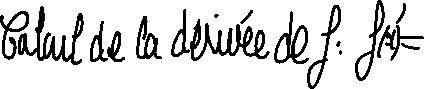 Calcul de la dérivée de f: f'(x)=